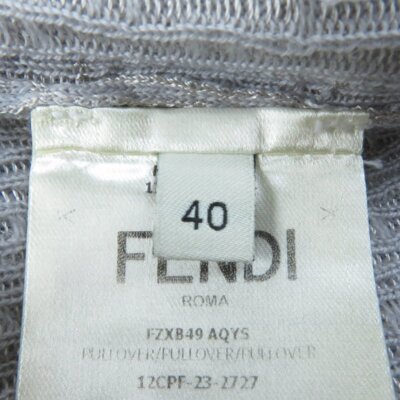 40
FENDI
ROMA
FZXB49 AQYS
PULLOVER/PULLOVER/PULLOVER
12CPF-23-2727